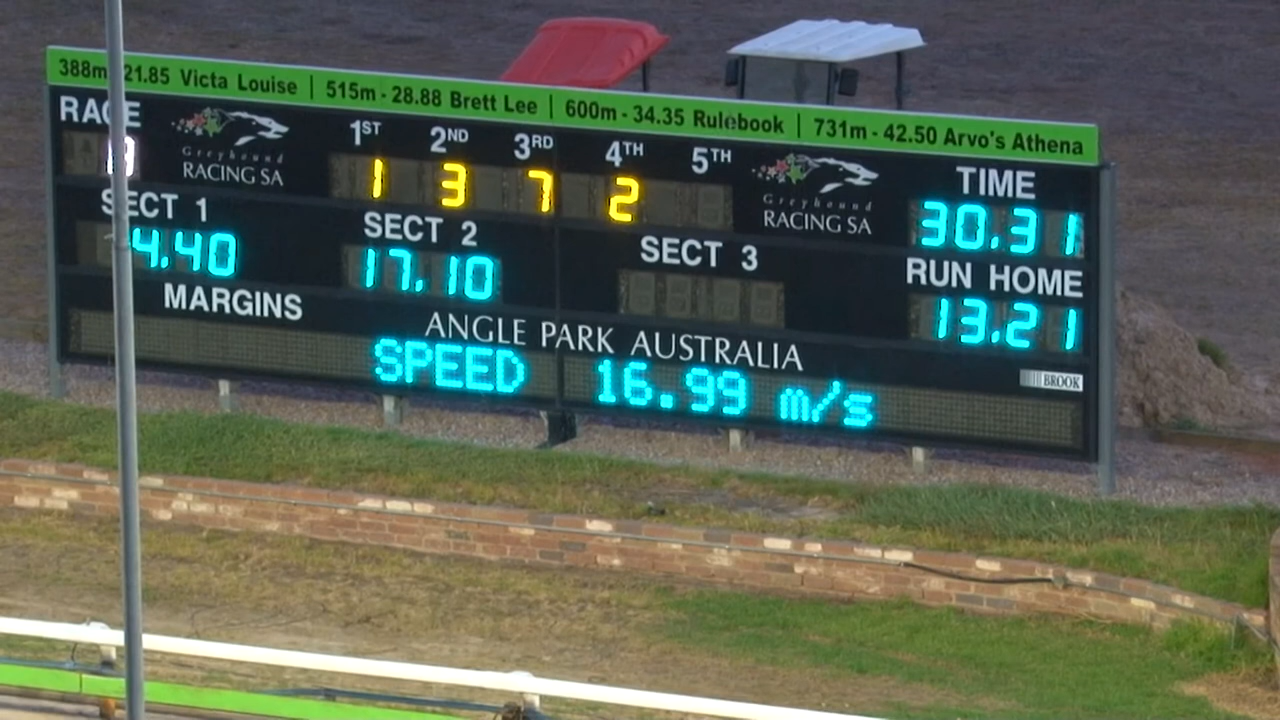 388m 21.85 Victa Louise | 515m - 28.88 Brett Lee | 600m - 34.35 Rulebook | 731m - 42.50 Arvo's Athena
RACE
Greyhound
RACING SA
1ST 2ND 3RD 4TH 5TH
1 3 7 2
Greyhound
RACING SA
TIME
30.31
SECT 1
4.40
SECT 2
17.10
SECT 3
RUN HOME
13.21
MARGINS
ANGLE PARK AUSTRALIA
BROOK
SPEED 16.99 m/s